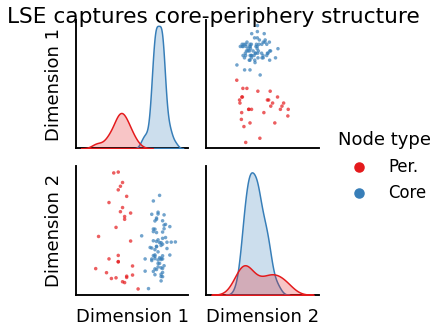 LSE captures core-periphery structure
Dimension 1
Node type
Per.
Core
Dimension 2
Dimension 1
Dimension 2